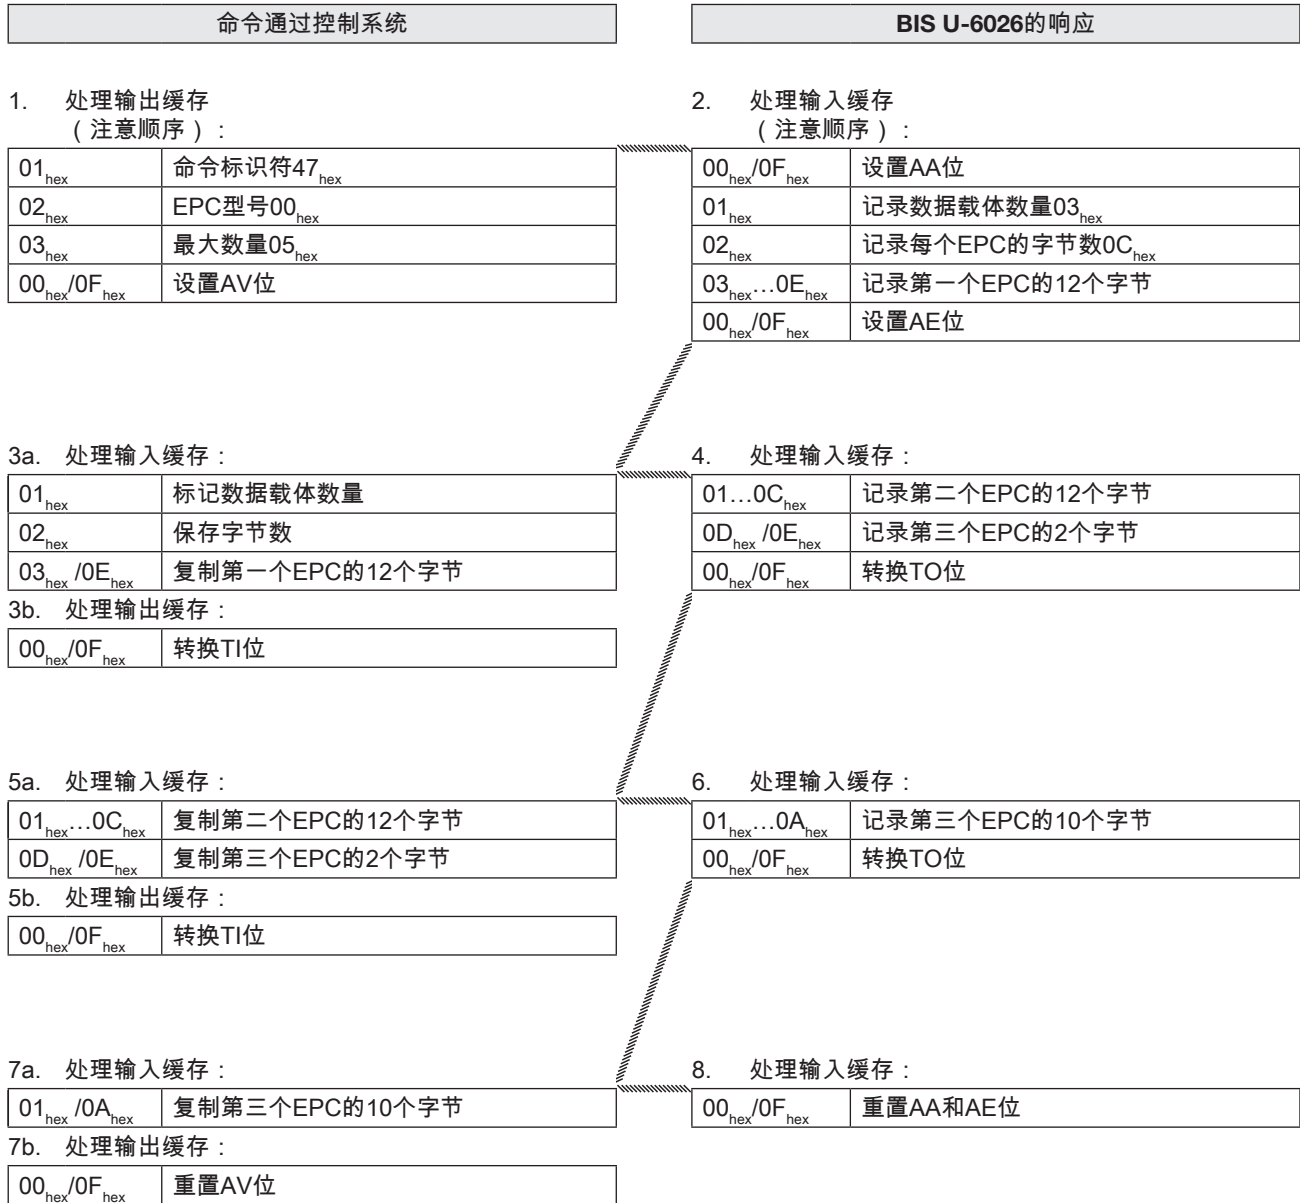 命令通过控制系统
BIS U-6026的响应
1. 处理输出缓存
（注意顺序）：
01hex 命令标识符47hex
02hex EPC型号00hex
03hex 最大数量05hex
00hex/0Fhex 设置AV位
2. 处理输入缓存
（注意顺序）：
00hex/0Fhex 设置AA位
01hex 记录数据载体数量03hex
02hex 记录每个EPC的字节数0Chex
03hex…0Ehex 记录第一个EPC的12个字节
00hex/0Fhex 设置AE位
3a. 处理输入缓存：
01hex 标记数据载体数量
02hex 保存字节数
03hex /0Ehex 复制第一个EPC的12个字节
3b. 处理输出缓存：
00hex/0Fhex 转换TI位
4. 处理输入缓存：
01…0Chex 记录第二个EPC的12个字节
0Dhex /0Ehex 记录第三个EPC的2个字节
00hex/0Fhex 转换TO位
5a. 处理输入缓存：
01hex…0Chex 复制第二个EPC的12个字节
0Dhex /0Ehex 复制第三个EPC的2个字节
5b. 处理输出缓存：
00hex/0Fhex 转换TI位
6. 处理输入缓存：
01hex…0Ahex 记录第三个EPC的10个字节
00hex/0Fhex 转换TO位
7a. 处理输入缓存：
01hex /0Ahex 复制第三个EPC的10个字节
7b. 处理输出缓存：
00hex/0Fhex 重置AV位
8. 处理输入缓存：
00hex/0Fhex 重置AA和AE位